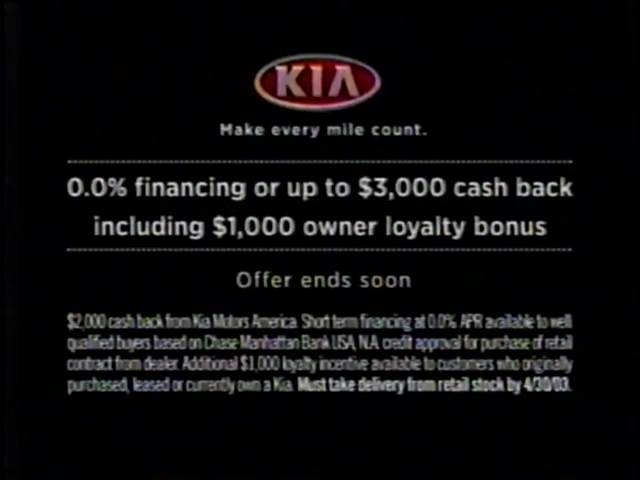 KIA
Make every mile count.
0.0% financing or up to $3,000 cash back
including $1,000 owner loyalty bonus
Offer ends soon
$2,000 cash back from Kia Motors America. Short term financing at 0.0% APR available to well
qualified buyers based on Chase Manhattan Bank USA, N.A. credit approval for purchase of retail
contract from dealer. Additional $1,000 loyalty incentive available to customers who originally
purchased, leased or currently own a Kia. Must take delivery from retail stock by 4/30/03.